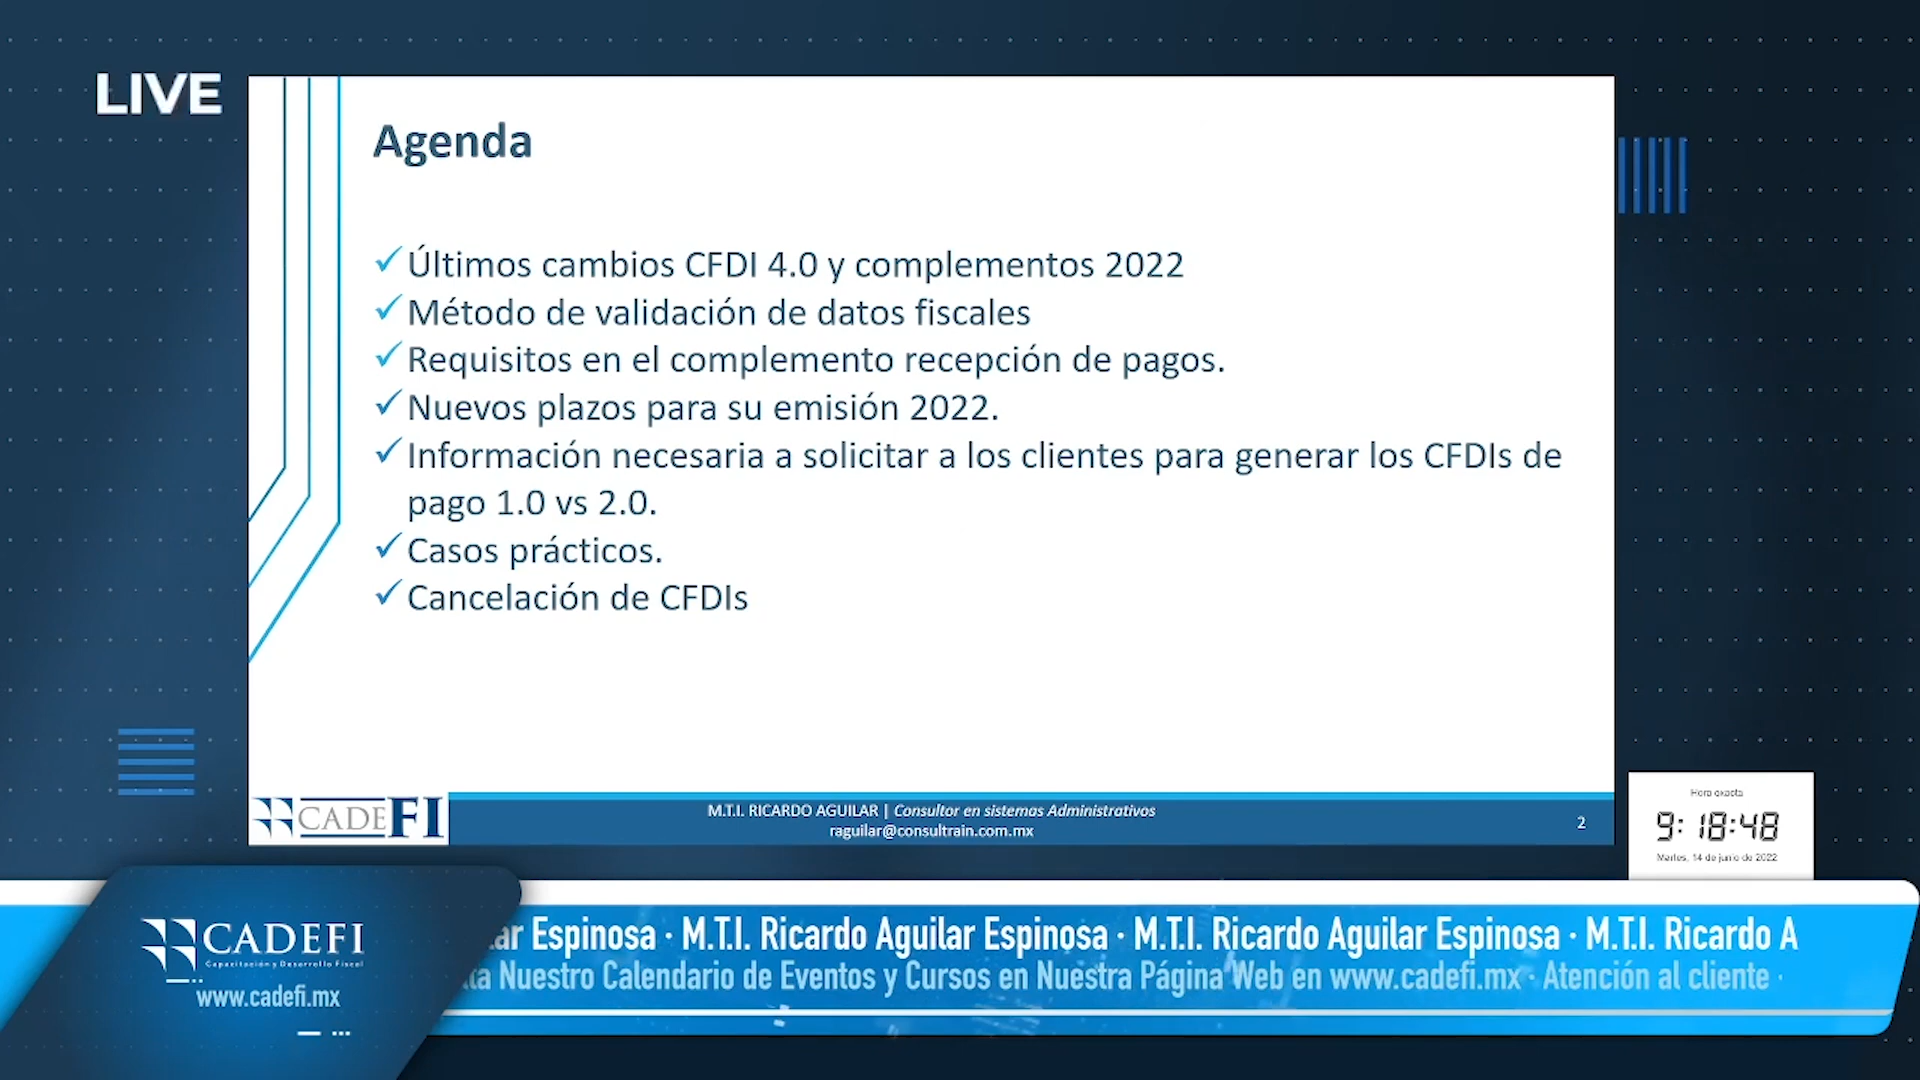 LIVE
Agenda
✓ Últimos cambios CFDI 4.0 y complementos 2022
✓ Método de validación de datos fiscales
✓ Requisitos en el complemento recepción de pagos.
✓ Nuevos plazos para su emisión 2022.
✓ Información necesaria a solicitar a los clientes para generar los CFDIs de
pago 1.0 vs 2.0.
✓ Casos prácticos.
✓ Cancelación de CFDIs
CADEFI
M.T.I. RICARDO AGUILAR | Consultor en sistemas Administrativos
raguilar@consultrain.com.mx
2
Hora exacta
9:18:48
Martes, 14 de junio de 2022
CADEFI
Capacitación y Desarrollo Fiscal
www.cadefi.mx
ar Espinosa · M.T.I. Ricardo Aguilar Espinosa · M.T.I. Ricardo Aguilar Espinosa · M.T.I. Ricardo A
ta Nuestro Calendario de Eventos y Cursos en Nuestra Página Web en www.cadefi.mx · Atención al cliente ·